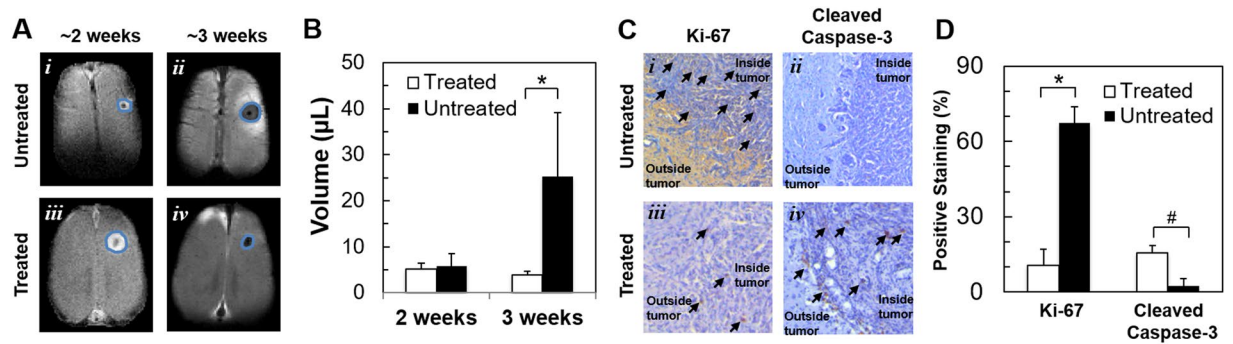 A
~2 weeks
~3 weeks
Untreated
Treated
i
ii
iii
iv
B
Volume (µL)
50
40
30
20
10
0
Treated
Untreated
*
2 weeks
3 weeks
C
Ki-67
Cleaved
Caspase-3
Untreated
Treated
i
Inside
tumor
Outside
tumor
ii
Inside
tumor
Outside
tumor
iii
Inside
tumor
Outside
tumor
iv
Inside
tumor
Outside
tumor
D
Positive Staining (%)
90
60
30
0
*
Treated
Untreated
#
Ki-67
Cleaved
Caspase-3